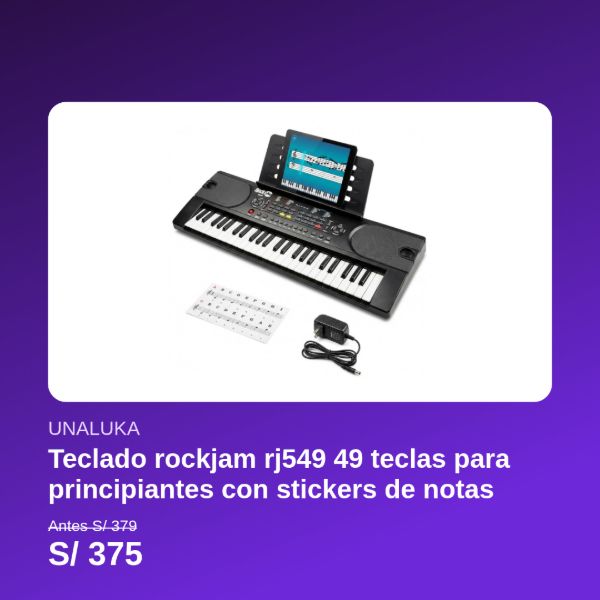 UNALUKA
Teclado rockjam rj549 49 teclas para
principiantes con stickers de notas
Antes S/ 379
S/ 375